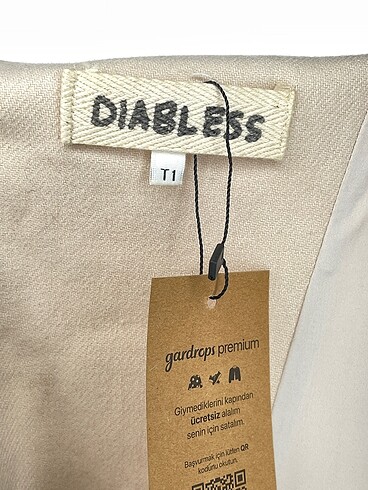 DIABLESS
T1
gardrops premium
Giymediklerini kapından
ücretsiz alalım
senin için satalım.
Başvurmak için lütfen QR
kodunu okutun.